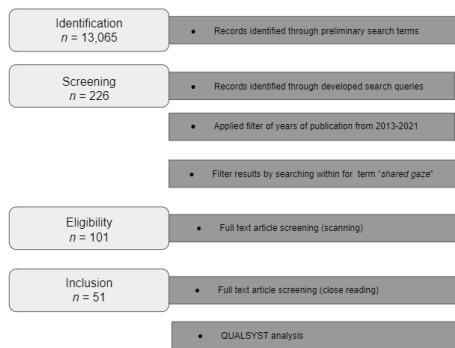 Identification
n = 13,065
• Records identified through preliminary search terms
Screening
n = 226
• Records identified through developed search queries
• Applied filter of years of publication from 2013-2021
• Filter results by searching within for term "shared gaze"
Eligibility
n = 101
• Full text article screening (scanning)
Inclusion
n = 51
• Full text article screening (close reading)
• QUALSYST analysis